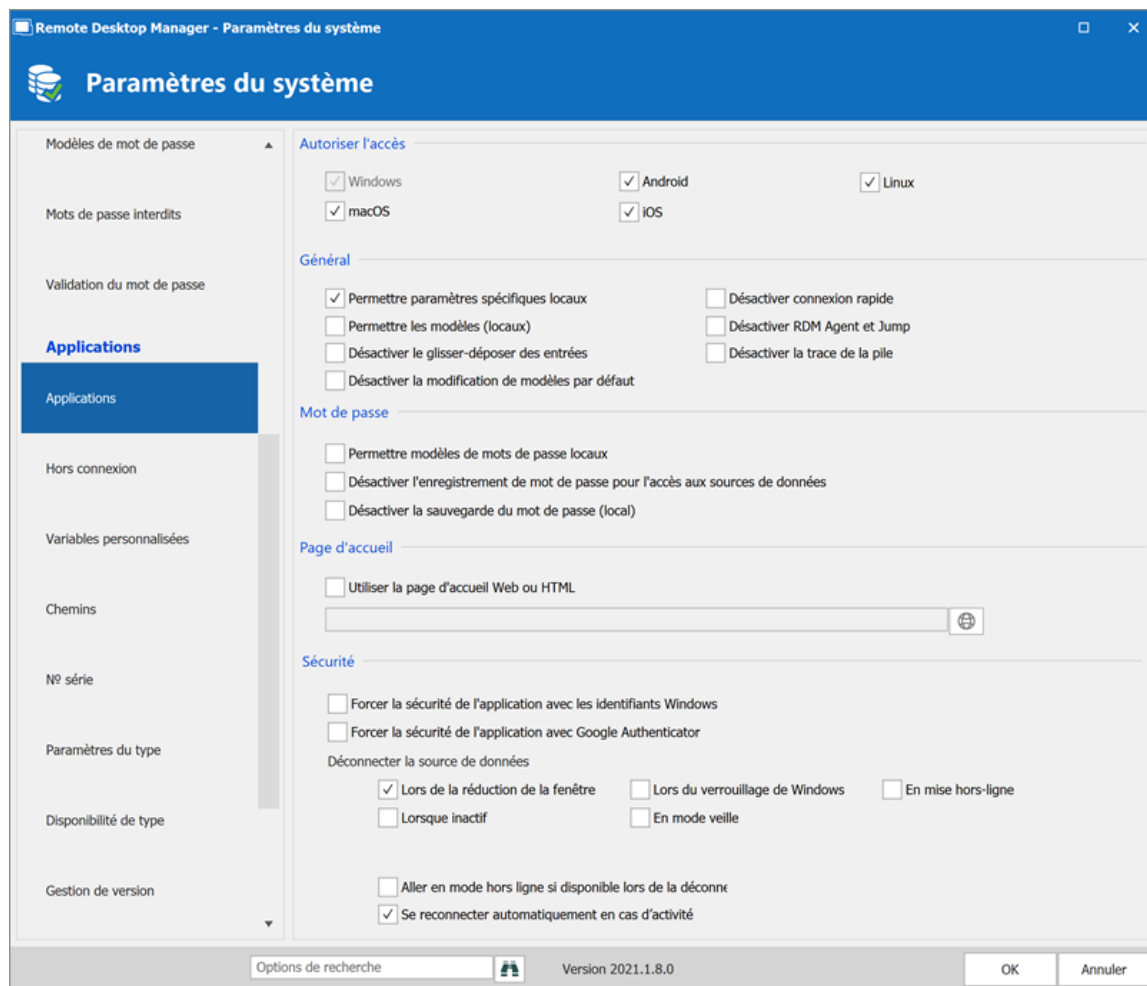 Remote Desktop Manager - Paramètres du système
Paramètres du système
Modèles de mot de passe
Mots de passe interdits
Validation du mot de passe
Applications
Applications
Hors connexion
Variables personnalisées
Chemins
Nº série
Paramètres du type
Disponibilité de type
Gestion de version
Autoriser l'accès
Windows
Android
Linux
macOS
iOS
Général
Permettre paramètres spécifiques locaux
Désactiver connexion rapide
Permettre les modèles (locaux)
Désactiver RDM Agent et Jump
Désactiver le glisser-déposer des entrées
Désactiver la trace de la pile
Désactiver la modification de modèles par défaut
Mot de passe
Permettre modèles de mots de passe locaux
Désactiver l'enregistrement de mot de passe pour l'accès aux sources de données
Désactiver la sauvegarde du mot de passe (local)
Page d'accueil
Utiliser la page d'accueil Web ou HTML
Sécurité
Forcer la sécurité de l'application avec les identifiants Windows
Forcer la sécurité de l'application avec Google Authenticator
Déconnecter la source de données
Lors de la réduction de la fenêtre
Lors du verrouillage de Windows
En mise hors-ligne
Lorsque inactif
En mode veille
Aller en mode hors ligne si disponible lors de la déconne
Se reconnecter automatiquement en cas d’activité
Options de recherche
Version 2021.1.8.0
OK
Annuler